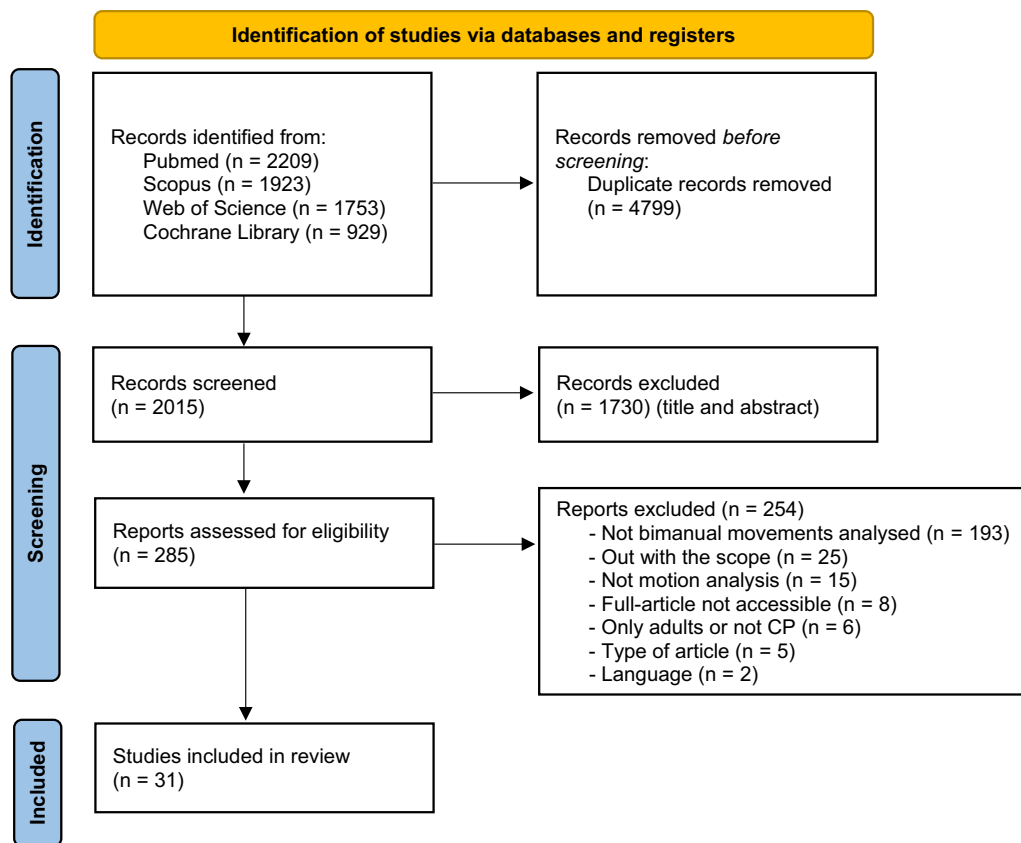 Identification of studies via databases and registers
Identification
Records identified from:
Pubmed (n = 2209)
Scopus (n = 1923)
Web of Science (n = 1753)
Cochrane Library (n = 929)
Records removed before
screening:
Duplicate records removed
(n = 4799)
Screening
Records screened
(n = 2015)
Records excluded
(n = 1730) (title and abstract)
Reports assessed for eligibility
(n = 285)
Reports excluded (n = 254)
- Not bimanual movements analysed (n = 193)
- Out with the scope (n = 25)
- Not motion analysis (n = 15)
- Full-article not accessible (n = 8)
- Only adults or not CP (n = 6)
- Type of article (n = 5)
- Language (n = 2)
Included
Studies included in review
(n = 31)